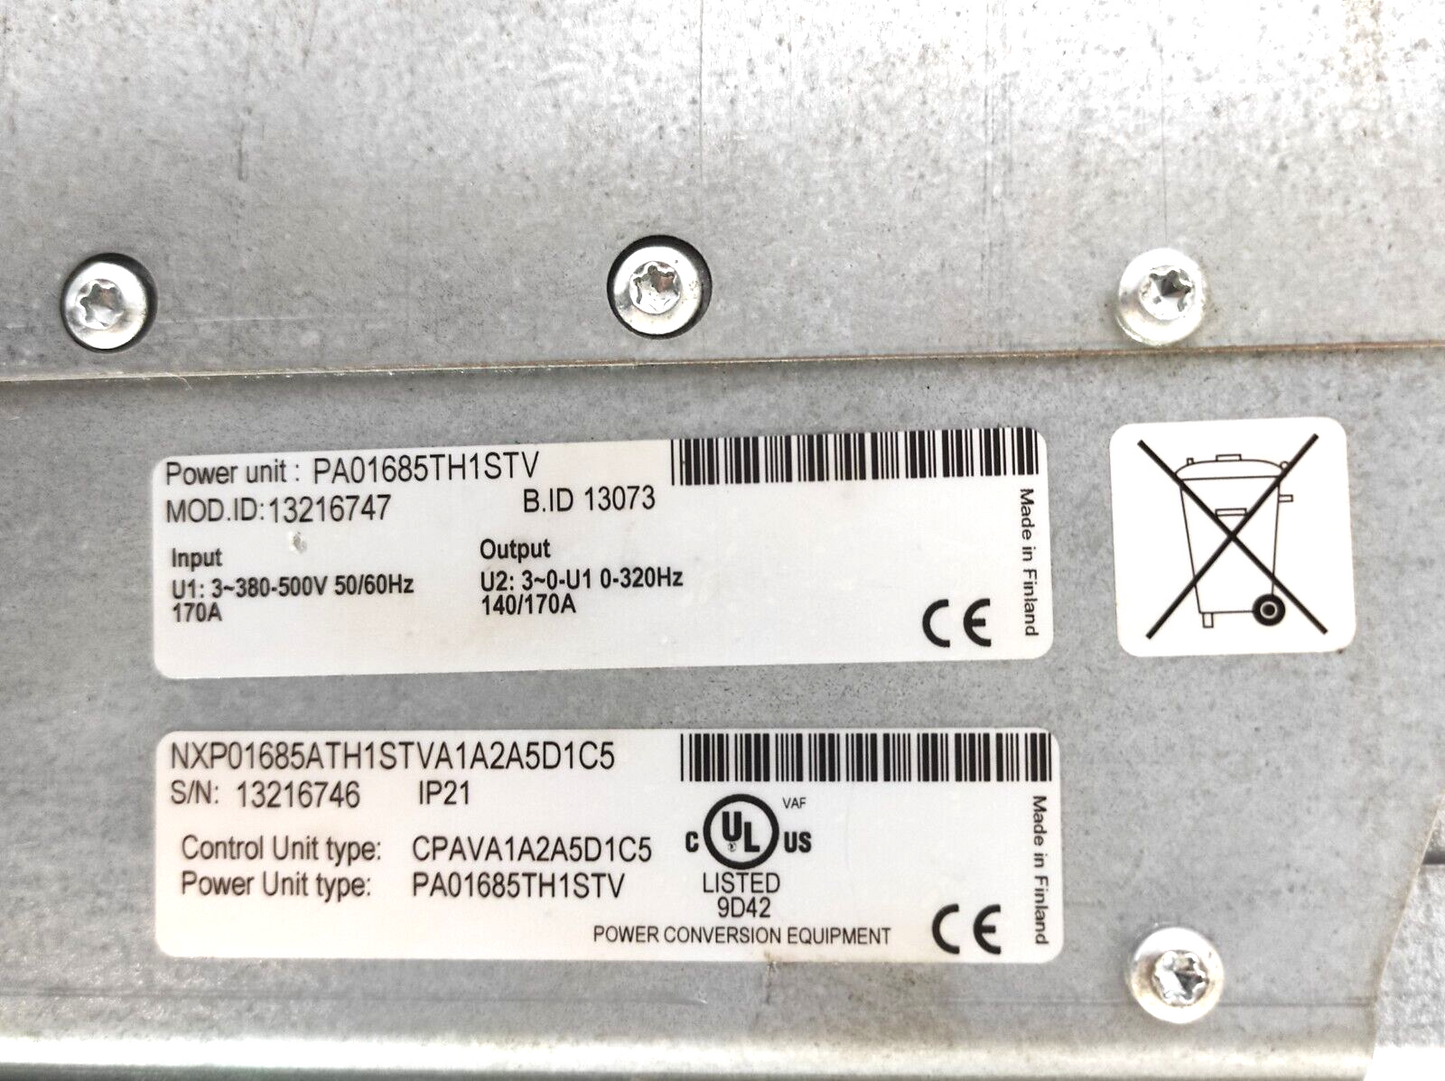 Power unit : PA01685TH1STV
MOD.ID:13216747 B.ID 13073
Input
U1: 3~380-500V 50/60Hz
170A
Output
U2: 3~0-U1 0-320Hz
140/170A
CE
Made in Finland
NXP01685ATH1STVA1A2A5D1C5
S/N: 13216746 IP21
Control Unit type: CPAVA1A2A5D1C5
Power Unit type: PA01685TH1STV
VAF
C UL US
LISTED
9D42
POWER CONVERSION EQUIPMENT
CE
Made in Finland